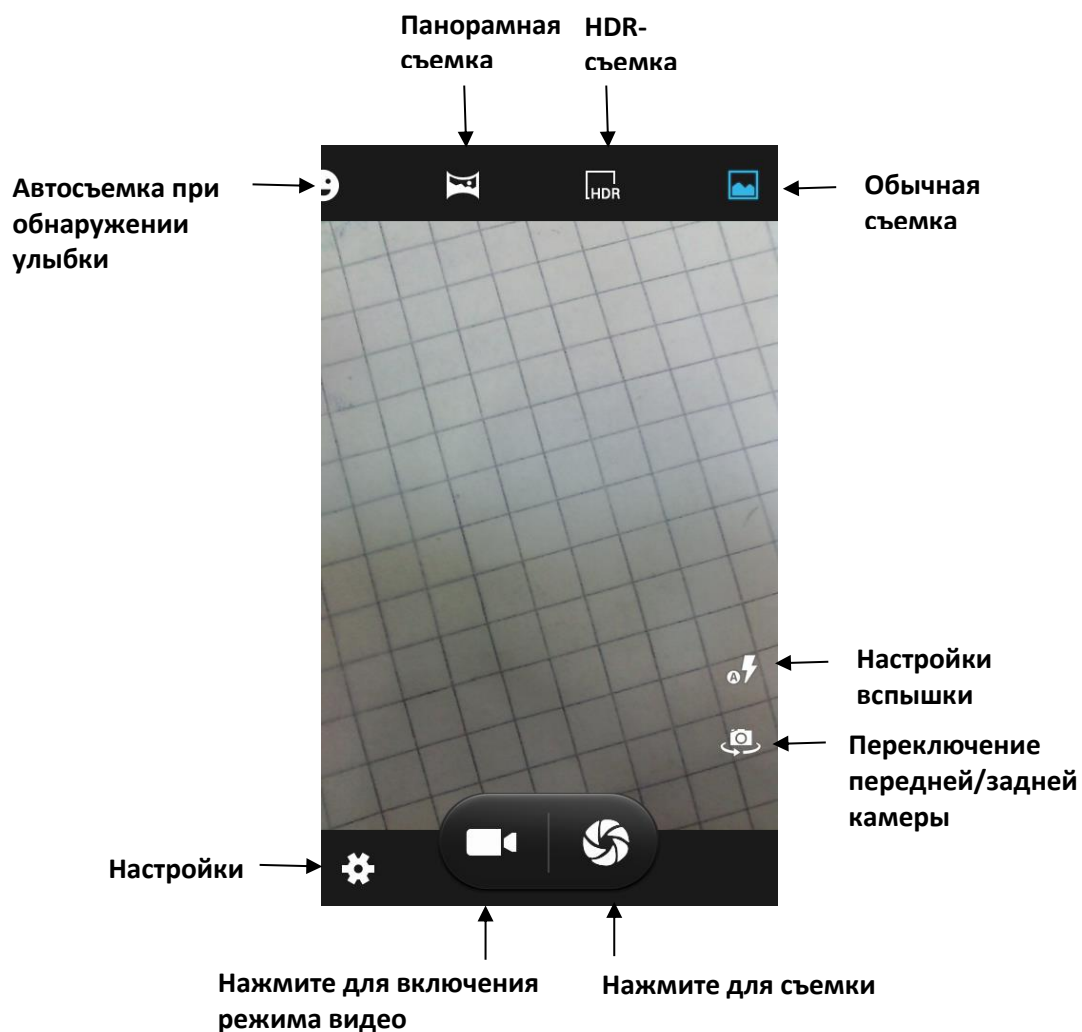 Панорамная
съемка
HDR-
съемка
HDR
Автосъемка при
обнаружении
улыбки
Обычная
съемка
A
Настройки
вспышки
Переключение
передней/задней
камеры
Настройки
Нажмите для включения
режима видео
Нажмите для съемки